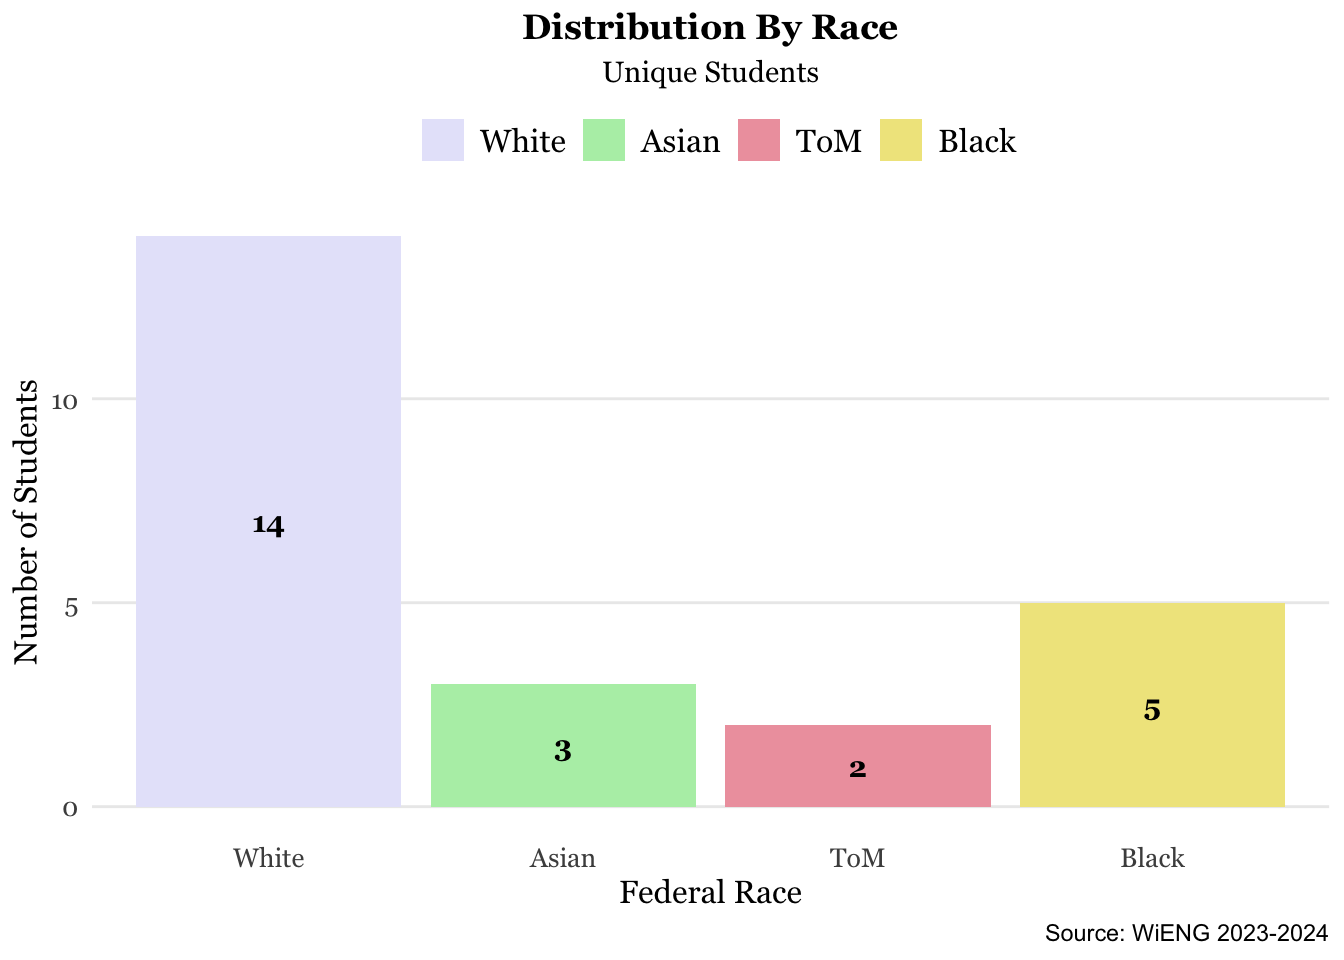 Distribution By Race
Unique Students
White Asian ToM Black
Number of Students
10
5
0
14
3
2
5
White Asian ToM Black
Federal Race
Source: WiENG 2023-2024